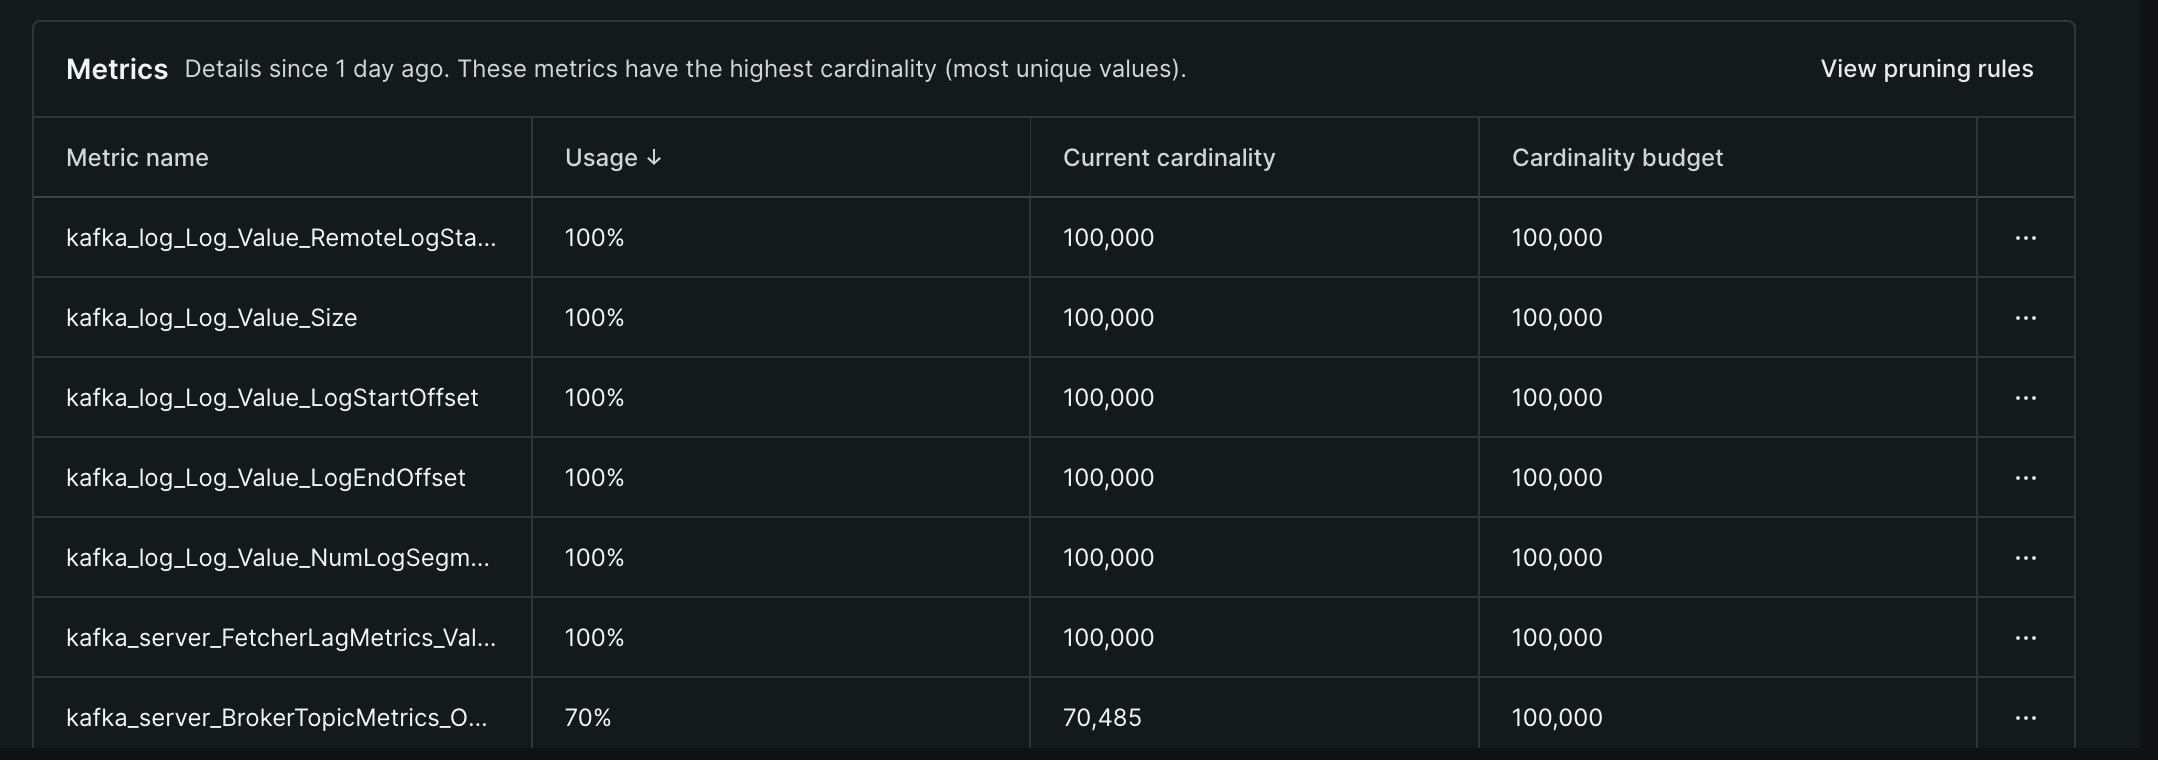 Metrics Details since 1 day ago. These metrics have the highest cardinality (most unique values). View pruning rules
Metric name Usage ↓ Current cardinality Cardinality budget
kafka_log_Log_Value_RemoteLogSta... 100% 100,000 100,000 ...
kafka_log_Log_Value_Size 100% 100,000 100,000 ...
kafka_log_Log_Value_LogStartOffset 100% 100,000 100,000 ...
kafka_log_Log_Value_LogEndOffset 100% 100,000 100,000 ...
kafka_log_Log_Value_NumLogSegm... 100% 100,000 100,000 ...
kafka_server_FetcherLagMetrics_Val... 100% 100,000 100,000 ...
kafka_server_BrokerTopicMetrics_O... 70% 70,485 100,000 ...